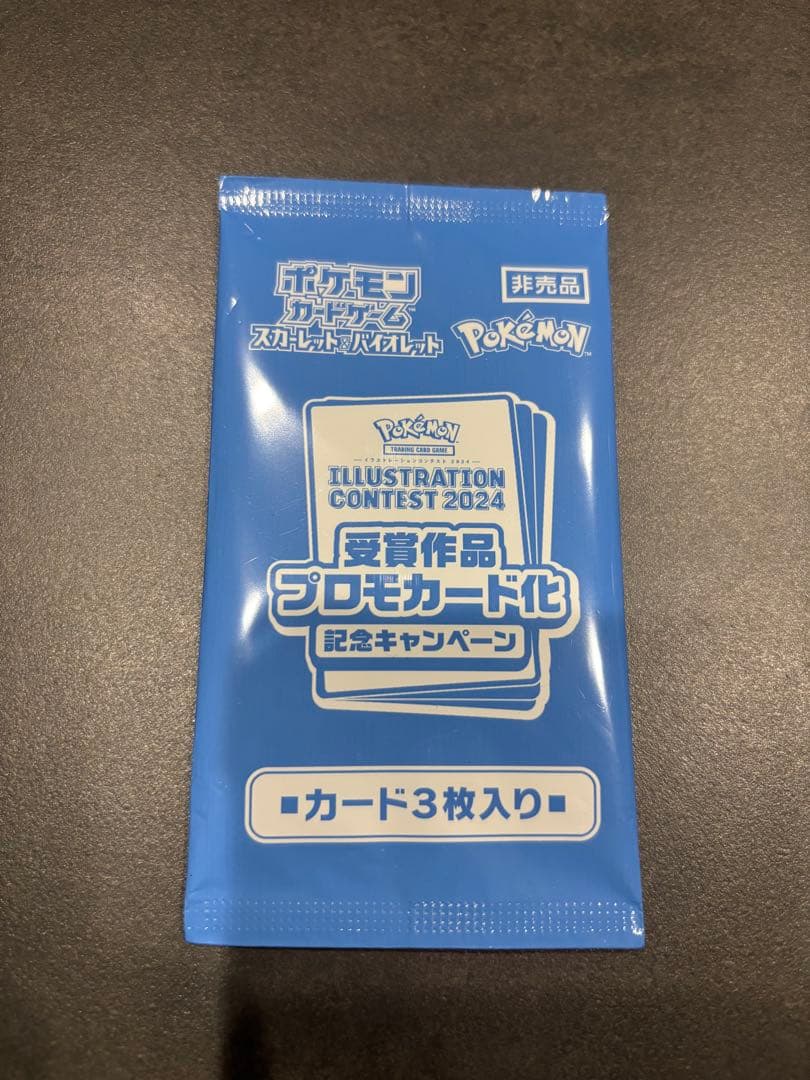 ポケモン
カードゲーム™
スカーレット&バイオレット
非売品
POKéMON™
POKéMON
TRADING CARD GAME
イラストレーションコンテスト 2024
ILLUSTRATION
CONTEST 2024
受賞作品
プロモカード化
記念キャンペーン
■カード3枚入り■